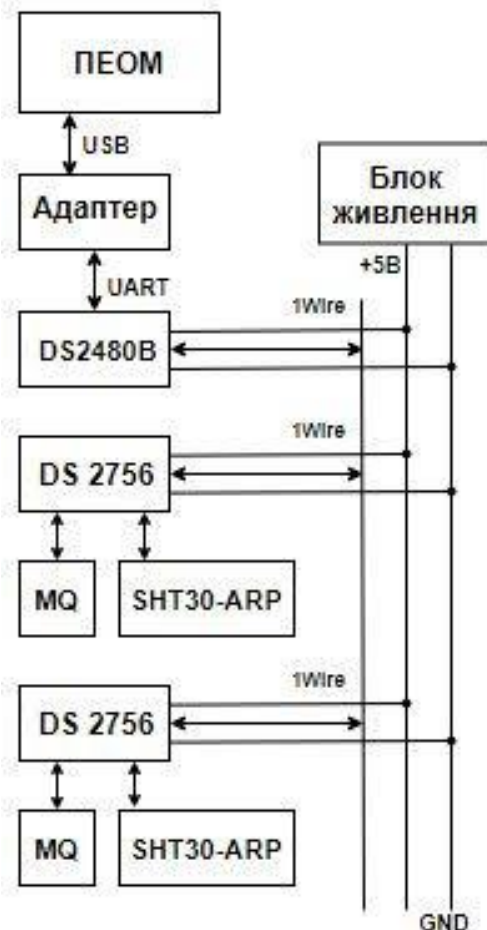 ПЕОМ
USB
Адаптер
Блок
живлення
+5В
UART
1Wire
DS2480B
1Wire
DS 2756
MQ
SHT30-ARP
1Wire
DS 2756
MQ
SHT30-ARP
GND